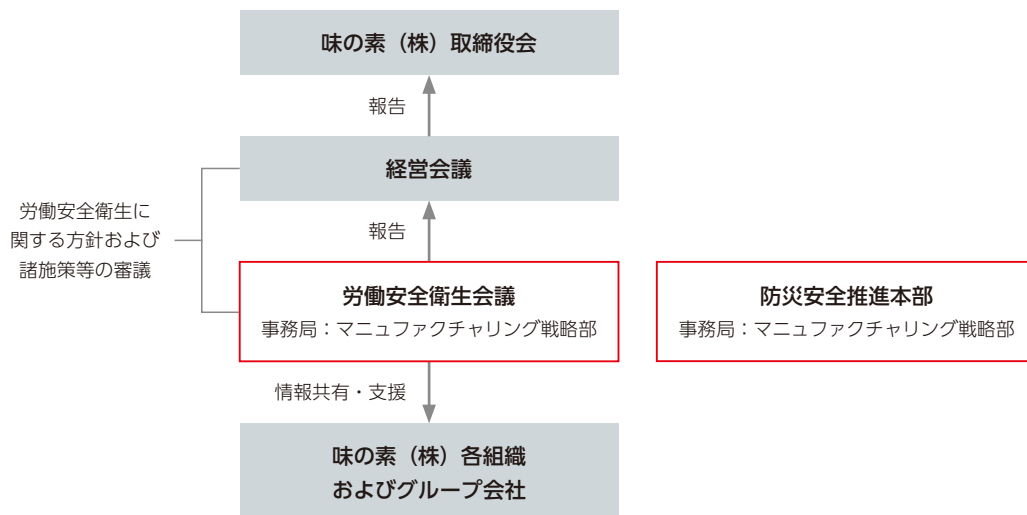 味の素（株）取締役会
報告
経営会議
労働安全衛生に
関する方針および
諸施策等の審議
報告
労働安全衛生会議
事務局：マニュファクチャリング戦略部
防災安全推進本部
事務局：マニュファクチャリング戦略部
情報共有・支援
味の素（株）各組織
およびグループ会社